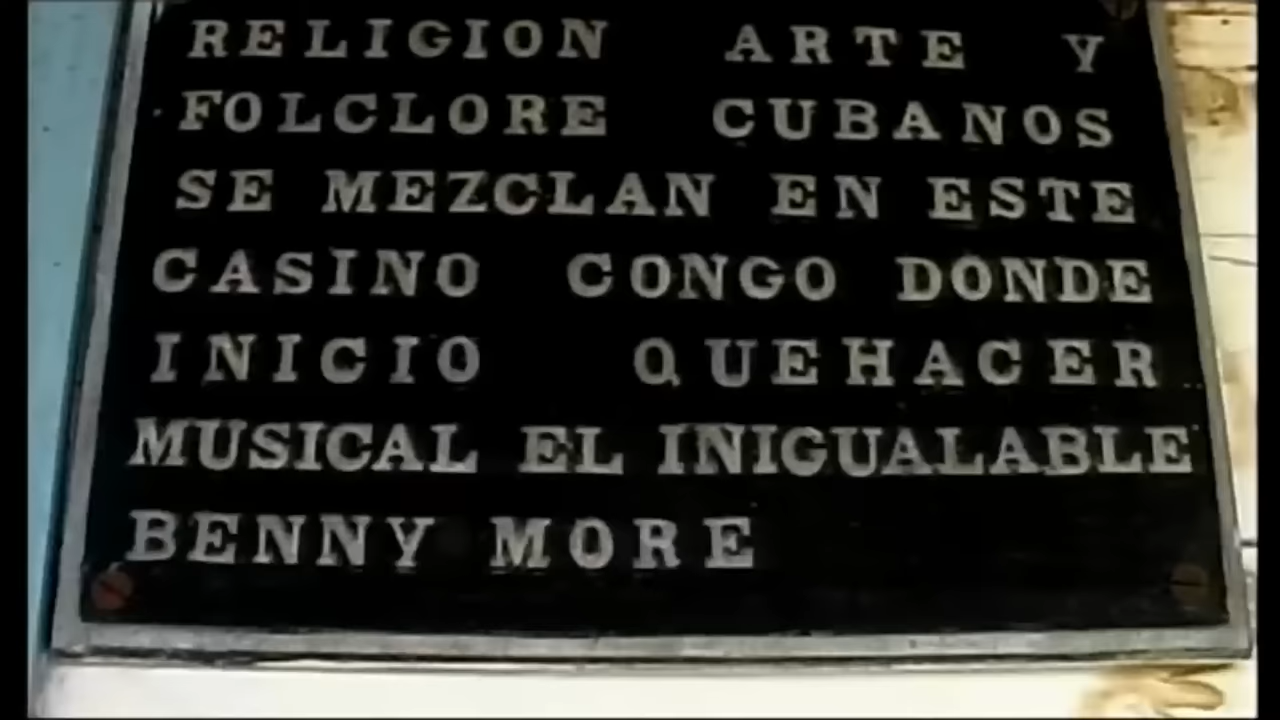 RELIGION ARTE Y
FOLCLORE CUBANOS
SE MEZCLAN EN ESTE
CASINO CONGO DONDE
INICIO QUEHACER
MUSICAL EL INIGUALABLE
BENNY MORE